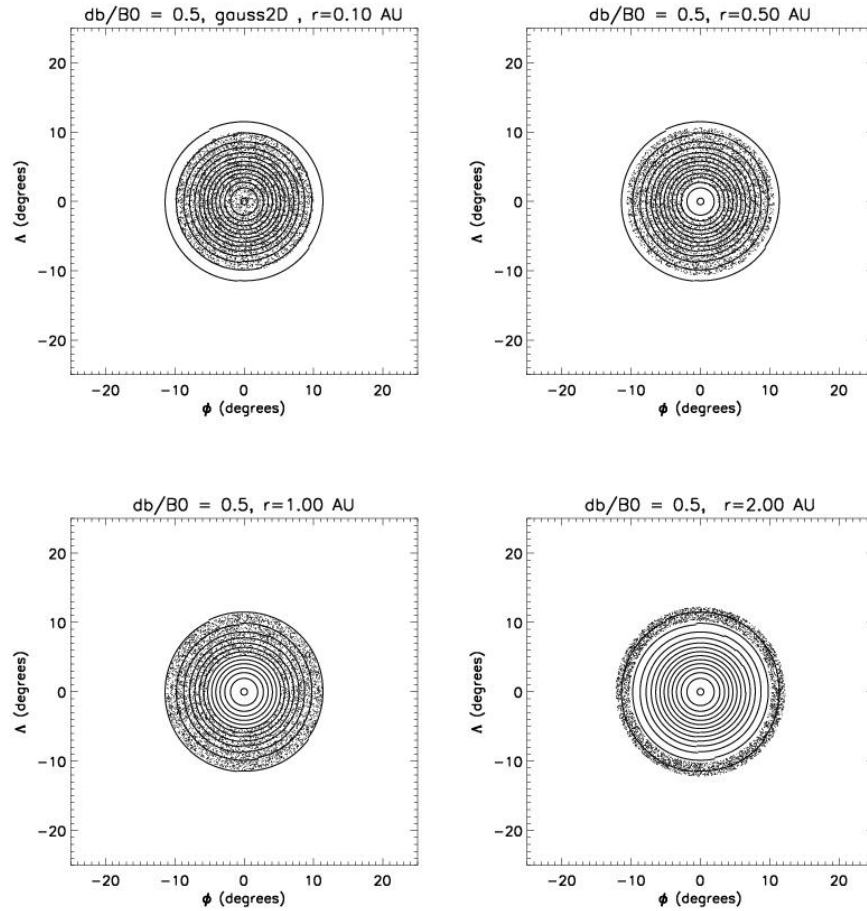 db/B0 = 0.5, gauss2D , r=0.10 AU
20
10
0
−10
−20
Λ (degrees)
−20 −10 0 10 20
ϕ (degrees)
db/B0 = 0.5, r=0.50 AU
20
10
0
−10
−20
Λ (degrees)
−20 −10 0 10 20
ϕ (degrees)
db/B0 = 0.5, r=1.00 AU
20
10
0
−10
−20
Λ (degrees)
−20 −10 0 10 20
ϕ (degrees)
db/B0 = 0.5, r=2.00 AU
20
10
0
−10
−20
Λ (degrees)
−20 −10 0 10 20
ϕ (degrees)